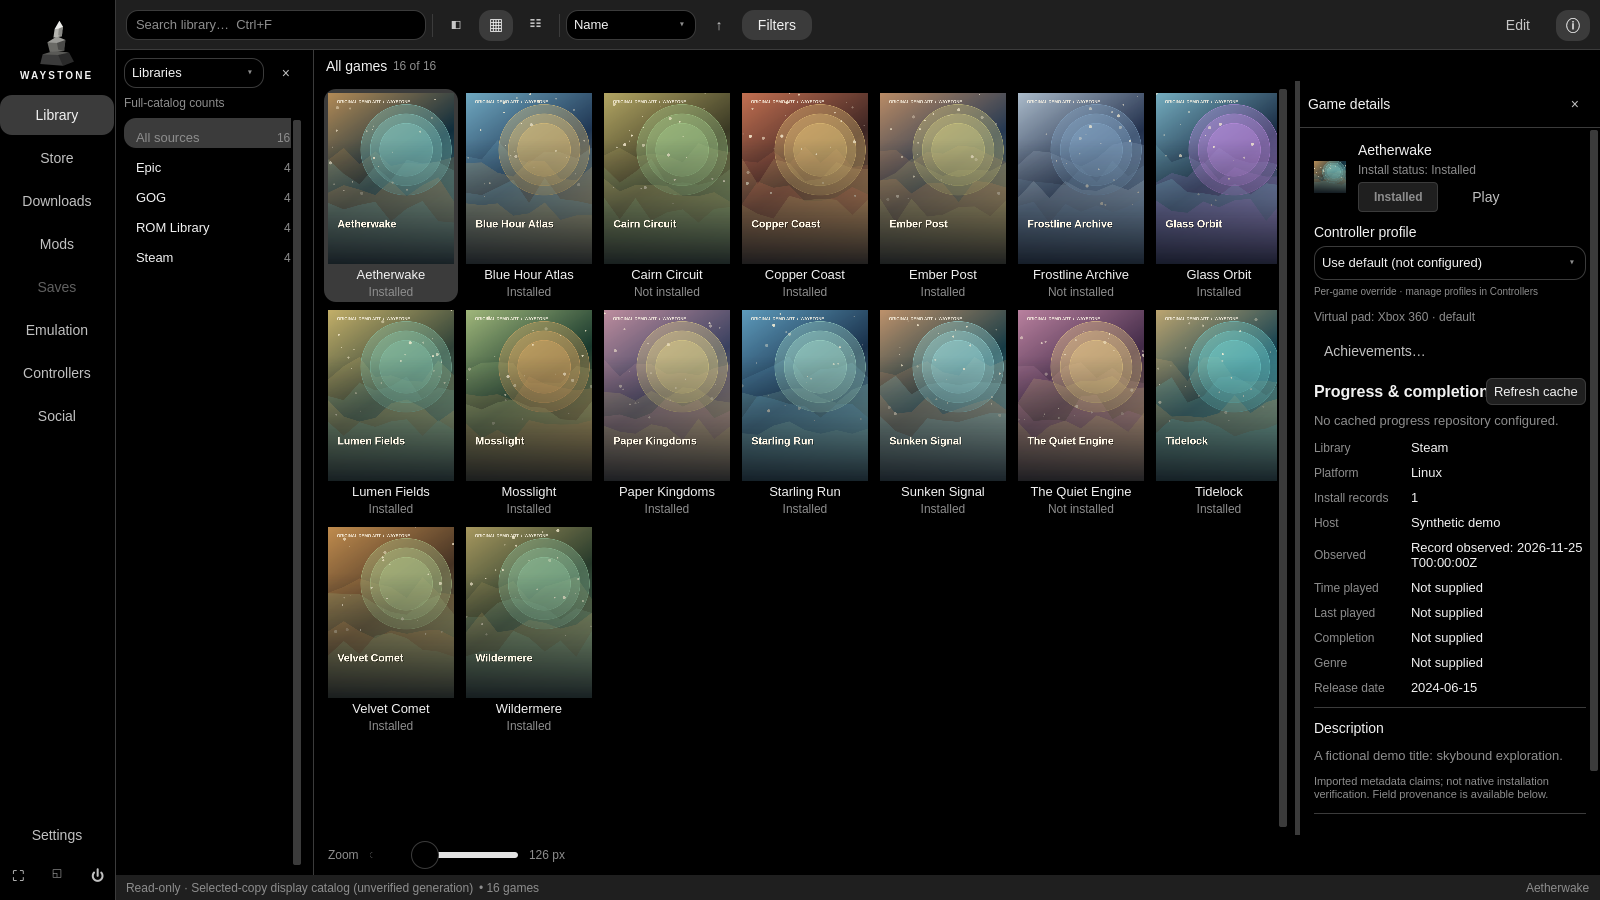 WAYSTONE
Library
Store
Downloads
Mods
Saves
Emulation
Controllers
Social
Settings
Search library… Ctrl+F
Name
Filters
Edit
Libraries
Full-catalog counts
All sources 16
Epic 4
GOG 4
ROM Library 4
Steam 4
All games 16 of 16
Aetherwake
Blue Hour Atlas
Cairn Circuit
Copper Coast
Ember Post
Frostline Archive
Glass Orbit
Aetherwake
Blue Hour Atlas
Cairn Circuit
Copper Coast
Ember Post
Frostline Archive
Glass Orbit
Installed
Installed
Not installed
Installed
Installed
Not installed
Installed
Lumen Fields
Mosslight
Paper Kingdoms
Starling Run
Sunken Signal
The Quiet Engine
Tidelock
Lumen Fields
Mosslight
Paper Kingdoms
Starling Run
Sunken Signal
The Quiet Engine
Tidelock
Installed
Installed
Installed
Installed
Installed
Not installed
Installed
Velvet Comet
Wildermere
Velvet Comet
Wildermere
Installed
Installed
Zoom
126 px
Game details
Aetherwake
Install status: Installed
Installed
Play
Controller profile
Use default (not configured)
Per-game override · manage profiles in Controllers
Virtual pad: Xbox 360 · default
Achievements…
Progress & completion
Refresh cache
No cached progress repository configured.
Library Steam
Platform Linux
Install records 1
Host Synthetic demo
Observed Record observed: 2026-11-25
T00:00:00Z
Time played Not supplied
Last played Not supplied
Completion Not supplied
Genre Not supplied
Release date 2024-06-15
Description
A fictional demo title: skybound exploration.
Imported metadata claims; not native installation
verification. Field provenance is available below.
Read-only · Selected-copy display catalog (unverified generation) • 16 games
Aetherwake